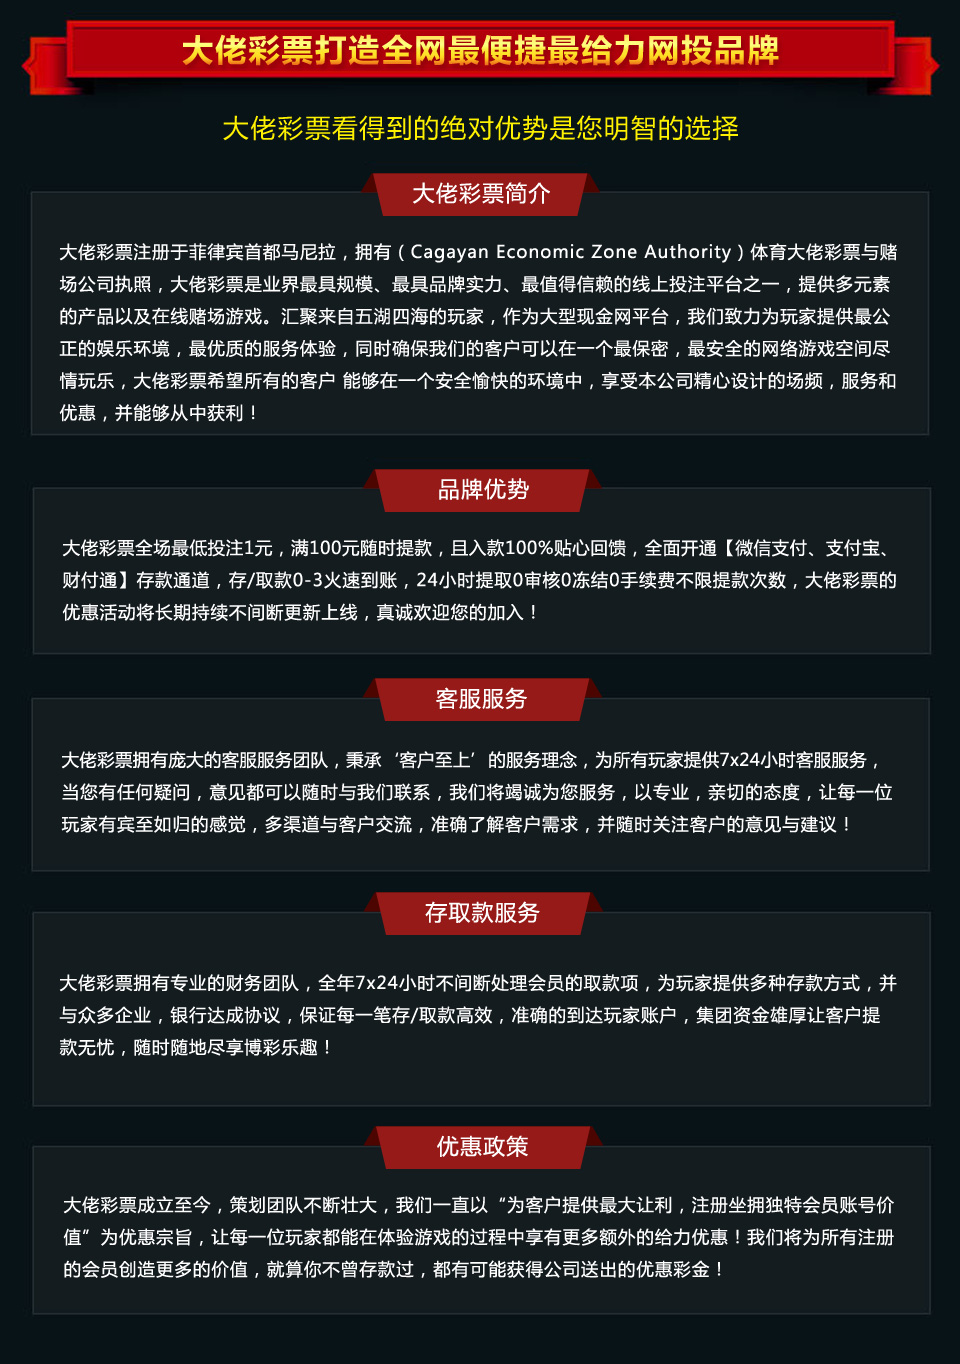 大佬彩票打造全网最便捷最给力网投品牌
大佬彩票看得到的绝对优势是您明智的选择
大佬彩票简介
大佬彩票注册于菲律宾首都马尼拉，拥有（Cagayan Economic Zone Authority）体育大佬彩票与赌
场公司执照，大佬彩票是业界最具规模、最具品牌实力、最值得信赖的线上投注平台之一，提供多元素
的产品以及在线赌场游戏。汇聚来自五湖四海的玩家，作为大型现金网平台，我们致力为玩家提供最公
正的娱乐环境，最优质的服务体验，同时确保我们的客户可以在一个最保密，最安全的网络游戏空间尽
情玩乐，大佬彩票希望所有的客户 能够在一个安全愉快的环境中，享受本公司精心设计的场频，服务和
优惠，并能够从中获利！
品牌优势
大佬彩票全场最低投注1元，满100元随时提款，且入款100%贴心回馈，全面开通【微信支付、支付宝、
财付通】存款通道，存/取款0-3火速到账，24小时提取0审核0冻结0手续费不限提款次数，大佬彩票的
优惠活动将长期持续不间断更新上线，真诚欢迎您的加入！
客服服务
大佬彩票拥有庞大的客服服务团队，秉承‘客户至上’的服务理念，为所有玩家提供7x24小时客服服务，
当您有任何疑问，意见都可以随时与我们联系，我们将竭诚为您服务，以专业，亲切的态度，让每一位
玩家有宾至如归的感觉，多渠道与客户交流，准确了解客户需求，并随时关注客户的意见与建议！
存取款服务
大佬彩票拥有专业的财务团队，全年7x24小时不间断处理会员的取款项，为玩家提供多种存款方式，并
与众多企业，银行达成协议，保证每一笔存/取款高效，准确的到达玩家账户，集团资金雄厚让客户提
款无忧，随时随地尽享博彩乐趣！
优惠政策
大佬彩票成立至今，策划团队不断壮大，我们一直以“为客户提供最大让利，注册坐拥独特会员账号价
值”为优惠宗旨，让每一位玩家都能在体验游戏的过程中享有更多额外的给力优惠！我们将为所有注册
的会员创造更多的价值，就算你不曾存款过，都有可能获得公司送出的优惠彩金！